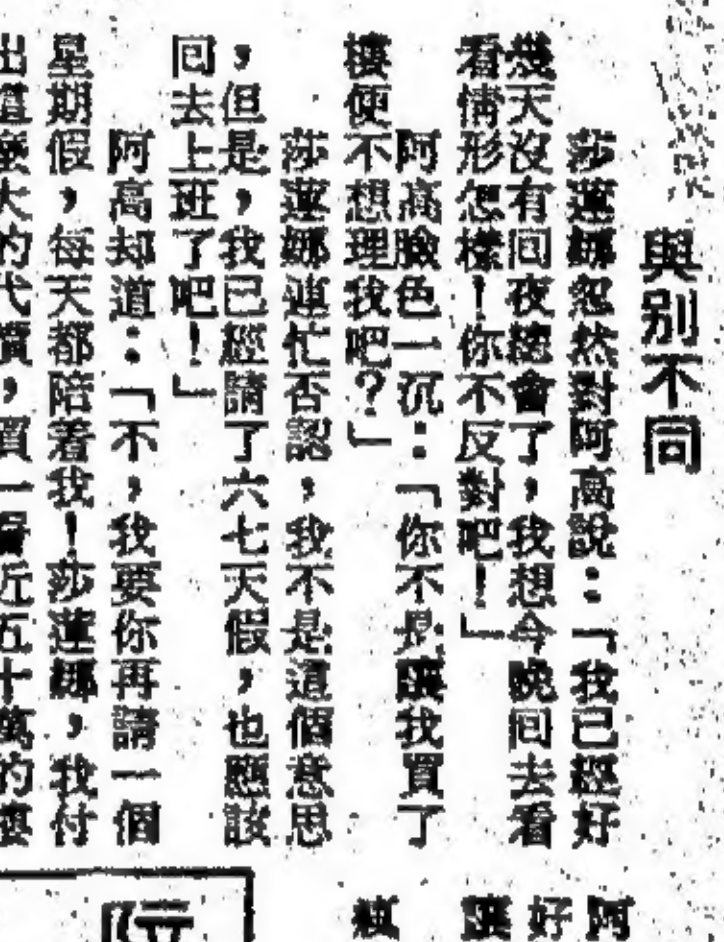 與別不同
莎蓮娜忽然對阿高說：「我已經好
幾天沒有回夜總會了，我想今晚回去看
看情形怎樣！你不反對吧！」
阿高臉色一沉：「你不是讓我買了
樓便不想理我吧？」
莎蓮娜連忙否認，我不是這個意思
，但是，我已經請了六七天假，也應該
回去上班了吧！」
阿高却道：「不，我要你再請一個
星期假，每天都陪着我！莎蓮娜，我付
出這麼大的代價，買一層近五十萬的樓
阿
好